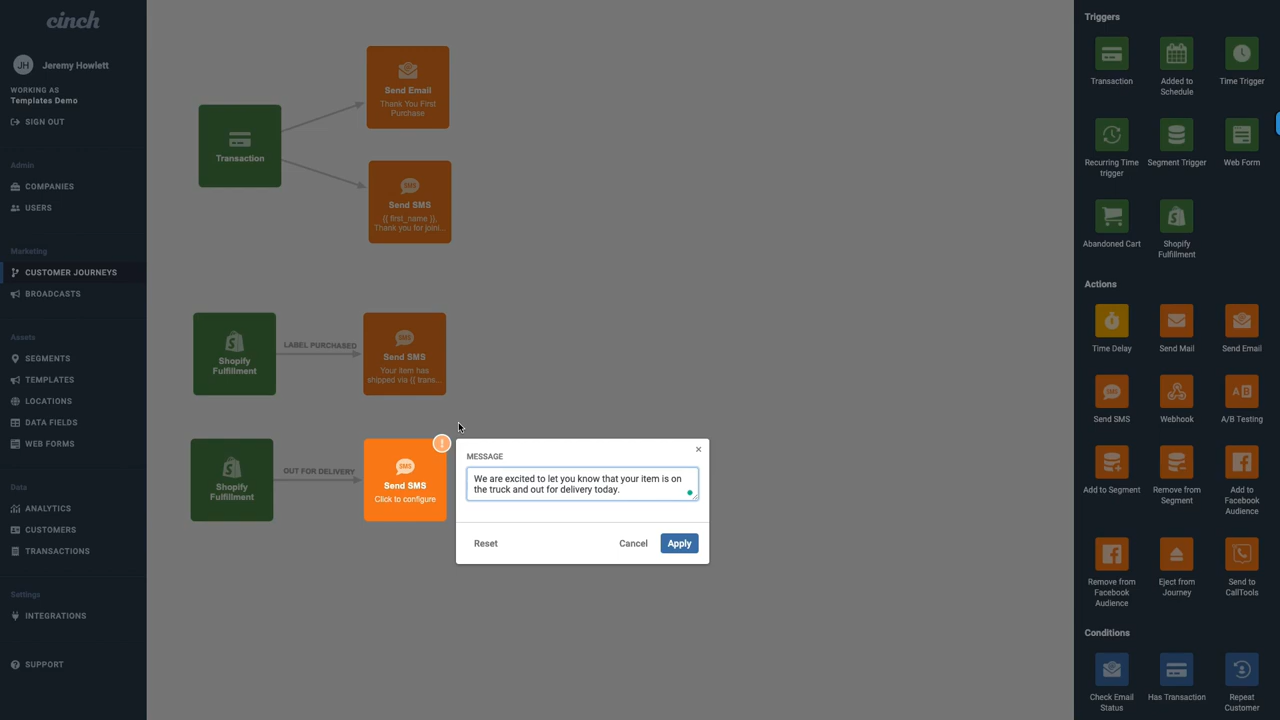 cinch
JH
Jeremy Howlett
WORKING AS
Templates Demo
SIGN OUT
Admin
COMPANIES
USERS
Marketing
CUSTOMER JOURNEYS
BROADCASTS
Assets
SEGMENTS
TEMPLATES
LOCATIONS
DATA FIELDS
WEB FORMS
Data
ANALYTICS
CUSTOMERS
TRANSACTIONS
Settings
INTEGRATIONS
SUPPORT
Transaction
Send Email
Thank You First
Purchase
SMS
Send SMS
{{ first_name }},
Thank you for joini...
Shopify
Fulfillment
LABEL PURCHASED
SMS
Send SMS
Your item has
shipped via {{ trans...
Shopify
Fulfillment
OUT FOR DELIVERY
!
SMS
Send SMS
Click to configure
×
MESSAGE
We are excited to let you know that your item is on
the truck and out for delivery today.
Reset
Cancel
Apply
Triggers
Transaction
Added to
Schedule
Time Trigger
Recurring Time
trigger
Segment Trigger
Web Form
Abandoned Cart
Shopify
Fulfillment
Actions
Time Delay
Send Mail
Send Email
SMS
Send SMS
Webhook
A B
A/B Testing
Add to Segment
Remove from
Segment
Add to
Facebook
Audience
Remove from
Facebook
Audience
Eject from
Journey
Send to
CallTools
Conditions
Check Email
Status
Has Transaction
Repeat
Customer